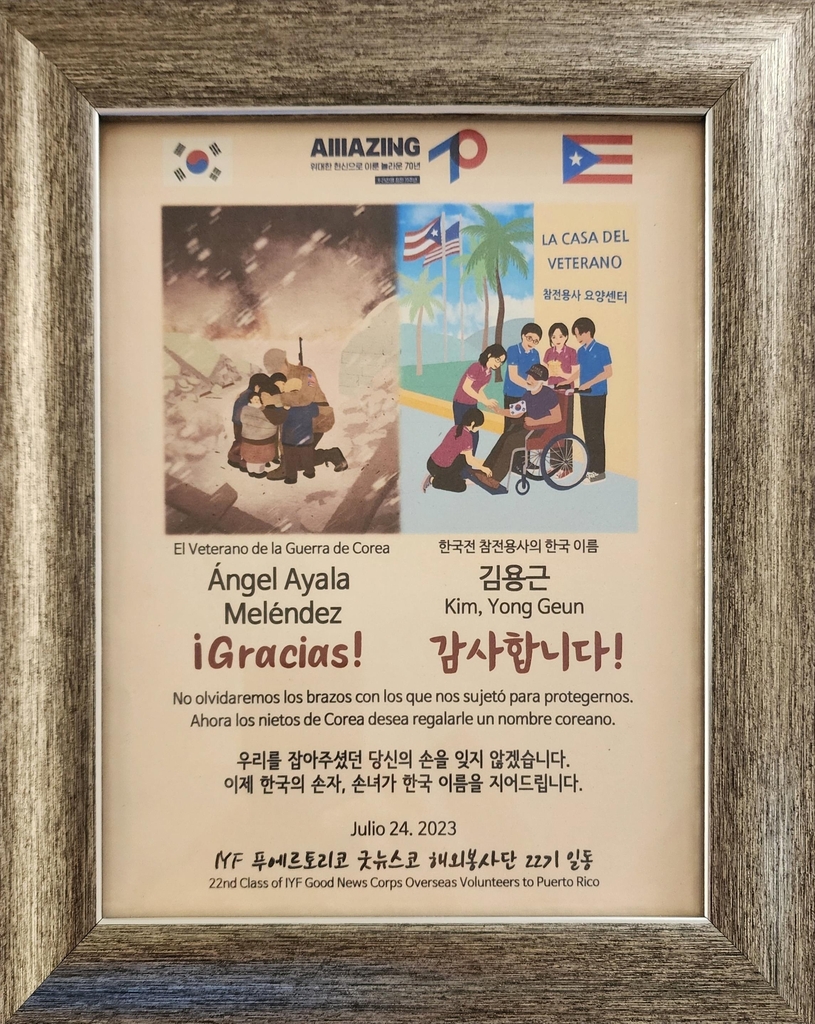 AMAZING 70
위대한 헌신으로 이룬 놀라운 70년
LA CASA DEL
VETERANO
참전용사 요양센터
El Veterano de la Guerra de Corea
Ángel Ayala
Meléndez
¡Gracias!
한국전 참전용사의 한국 이름
김용근
Kim, Yong Geun
감사합니다!
No olvidaremos los brazos con los que nos sujetó para protegernos.
Ahora los nietos de Corea desea regalarle un nombre coreano.
우리를 잡아주셨던 당신의 손을 잊지 않겠습니다.
이제 한국의 손자, 손녀가 한국 이름을 지어드립니다.
Julio 24. 2023
IYF 푸에르토리코 굿뉴스코 해외봉사단 22기 일동
22nd Class of IYF Good News Corps Overseas Volunteers to Puerto Rico